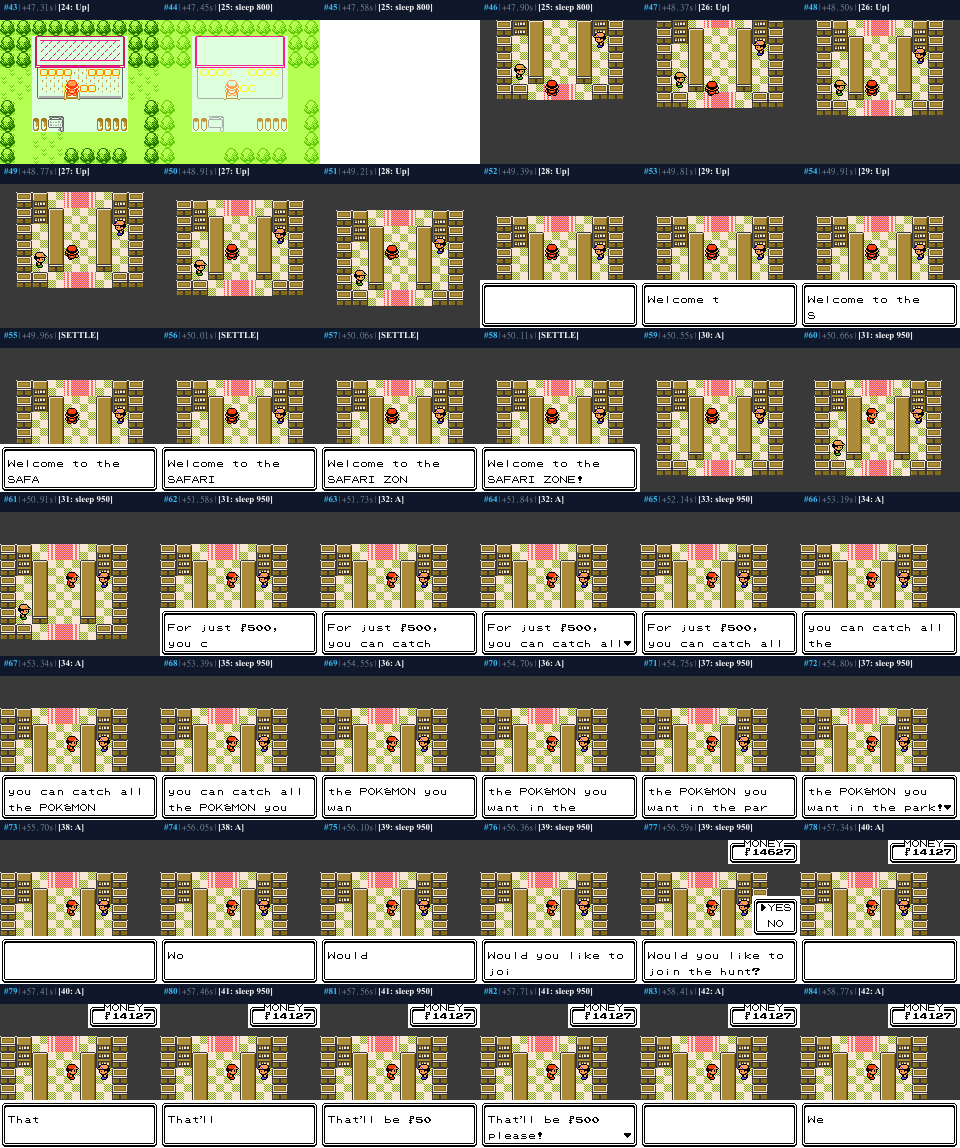 #43|+47.31s| [24: Up]
#44|+47.45s| [25: sleep 800]
#45|+47.58s| [25: sleep 800]
#46|+47.90s| [25: sleep 800]
#47|+48.37s| [26: Up]
#48|+48.50s| [26: Up]
#49|+48.77s| [27: Up]
#50|+48.91s| [27: Up]
#51|+49.21s| [28: Up]
#52|+49.39s| [28: Up]
#53|+49.81s| [29: Up]
#54|+49.91s| [29: Up]
Welcome t
Welcome to the
S
#55|+49.96s| [SETTLE]
#56|+50.01s| [SETTLE]
#57|+50.06s| [SETTLE]
#58|+50.11s| [SETTLE]
#59|+50.55s| [30: A]
#60|+50.66s| [31: sleep 950]
Welcome to the
SAFA
Welcome to the
SAFARI
Welcome to the
SAFARI ZON
Welcome to the
SAFARI ZONE!
#61|+50.91s| [31: sleep 950]
#62|+51.58s| [31: sleep 950]
#63|+51.73s| [32: A]
#64|+51.84s| [32: A]
#65|+52.14s| [33: sleep 950]
#66|+53.19s| [34: A]
For just ₽500,
you c
For just ₽500,
you can catch
For just ₽500,
you can catch all▼
For just ₽500,
you can catch all
you can catch all
the
#67|+53.34s| [34: A]
#68|+53.39s| [35: sleep 950]
#69|+54.55s| [36: A]
#70|+54.70s| [36: A]
#71|+54.75s| [37: sleep 950]
#72|+54.80s| [37: sleep 950]
you can catch all
the POKéMON
you can catch all
the POKéMON you
the POKéMON you
wan
the POKéMON you
want in the
the POKéMON you
want in the par
the POKéMON you
want in the park!▼
#73|+55.70s| [38: A]
#74|+56.05s| [38: A]
#75|+56.10s| [39: sleep 950]
#76|+56.36s| [39: sleep 950]
#77|+56.59s| [39: sleep 950]
#78|+57.34s| [40: A]
MONEY
₽14627
MONEY
₽14127
▶YES
NO
Wo
Would
Would you like to
joi
Would you like to
join the hunt?
#79|+57.41s| [40: A]
#80|+57.46s| [41: sleep 950]
#81|+57.56s| [41: sleep 950]
#82|+57.71s| [41: sleep 950]
#83|+58.41s| [42: A]
#84|+58.77s| [42: A]
MONEY
₽14127
MONEY
₽14127
MONEY
₽14127
MONEY
₽14127
MONEY
₽14127
MONEY
₽14127
That
That'll
That'll be ₽50
That'll be ₽500
please! ▼
We